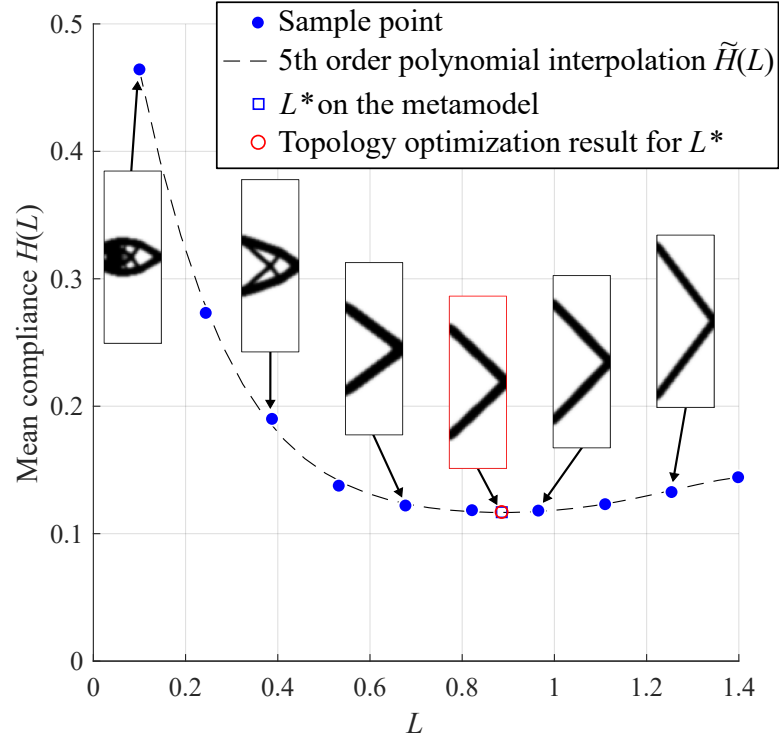 Sample point
5th order polynomial interpolation H̃(L)
L* on the metamodel
Topology optimization result for L*
Mean compliance H(L)
0.5
0.4
0.3
0.2
0.1
0
0 0.2 0.4 0.6 0.8 1 1.2 1.4
L